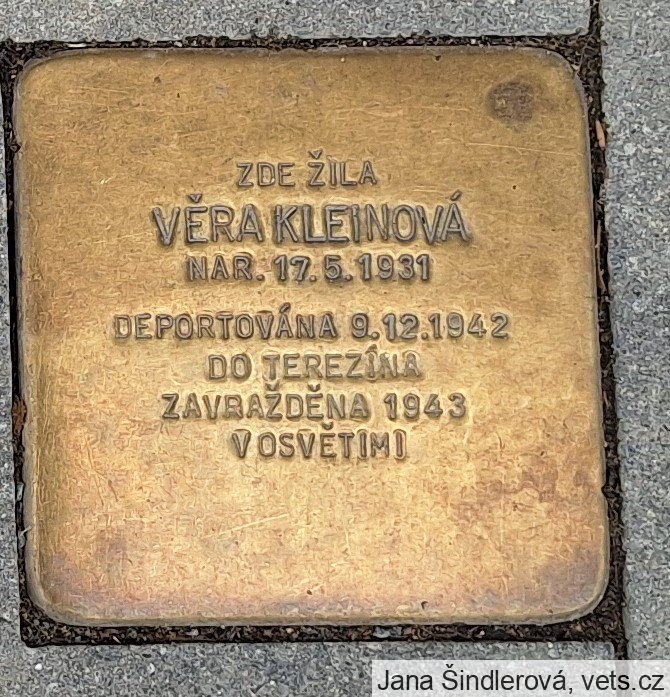 ZDE ŽILA
VĚRA KLEINOVÁ
NAR. 17.5.1931
DEPORTOVÁNA 9.12.1942
DO TEREZÍNA
ZAVRAŽDĚNA 1943
V OSVĚTIMI
Jana Šindlerová, vets.cz